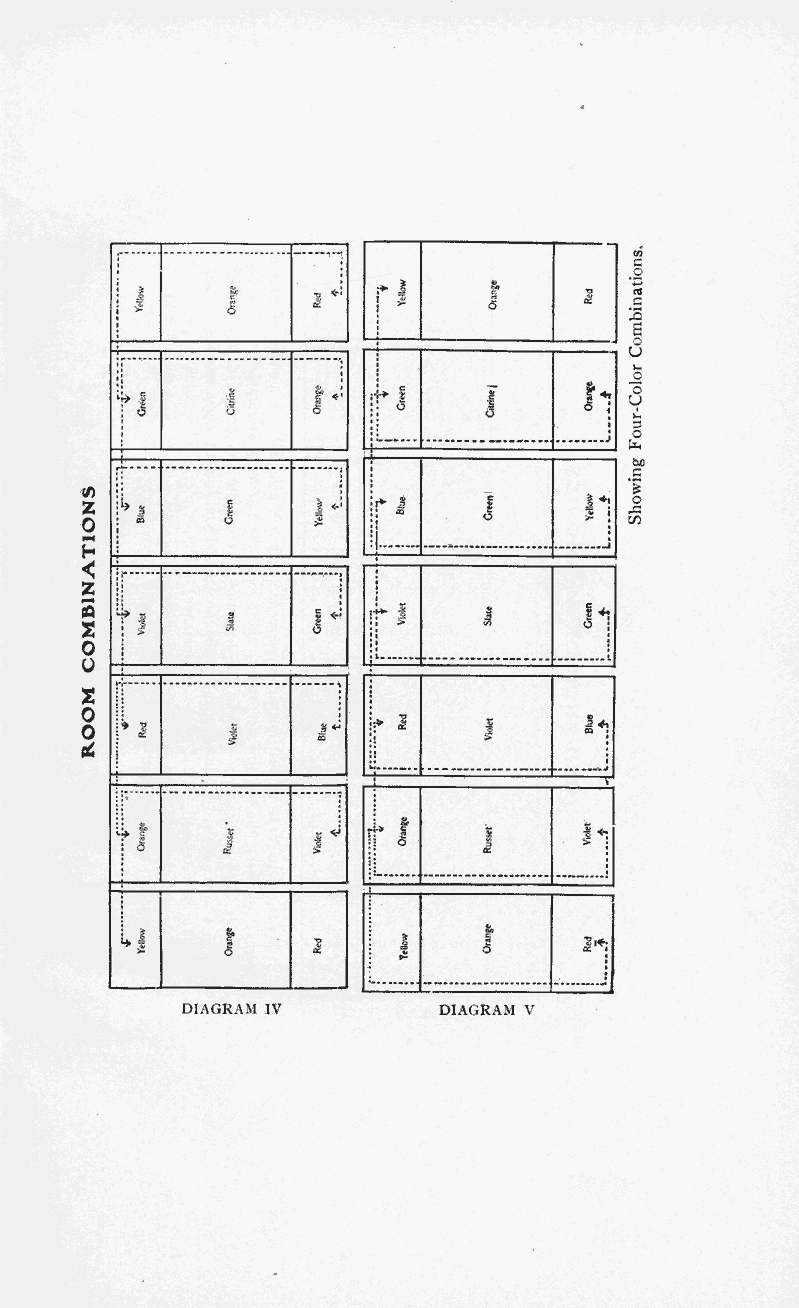 ROOM COMBINATIONS
Yellow
Orange
Red
Green
Citrine
Orange
Blue
Green
Yellow
Violet
Slate
Green
Red
Violet
Blue
Orange
Russet
Violet
Yellow
Orange
Red
DIAGRAM IV
Yellow
Orange
Red
Green
Citrine
Orange
Blue
Green
Yellow
Violet
Slate
Green
Red
Violet
Blue
Orange
Russet
Violet
Yellow
Orange
Red
DIAGRAM V
Showing Four-Color Combinations.